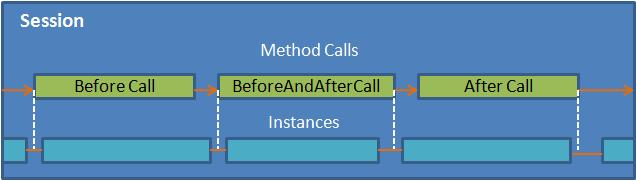 Session
Method Calls
Before Call
BeforeAndAfterCall
After Call
Instances